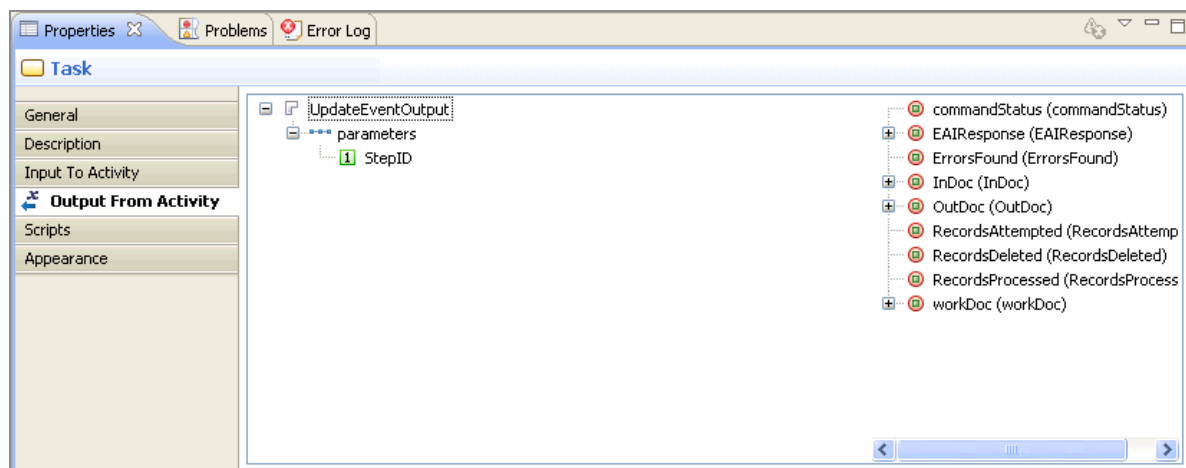 Properties Problems Error Log
Task
General
Description
Input To Activity
Output From Activity
Scripts
Appearance
UpdateEventOutput
parameters
1 StepID
commandStatus (commandStatus)
EAIResponse (EAIResponse)
ErrorsFound (ErrorsFound)
InDoc (InDoc)
OutDoc (OutDoc)
RecordsAttempted (RecordsAttemp
RecordsDeleted (RecordsDeleted)
RecordsProcessed (RecordsProcess
workDoc (workDoc)